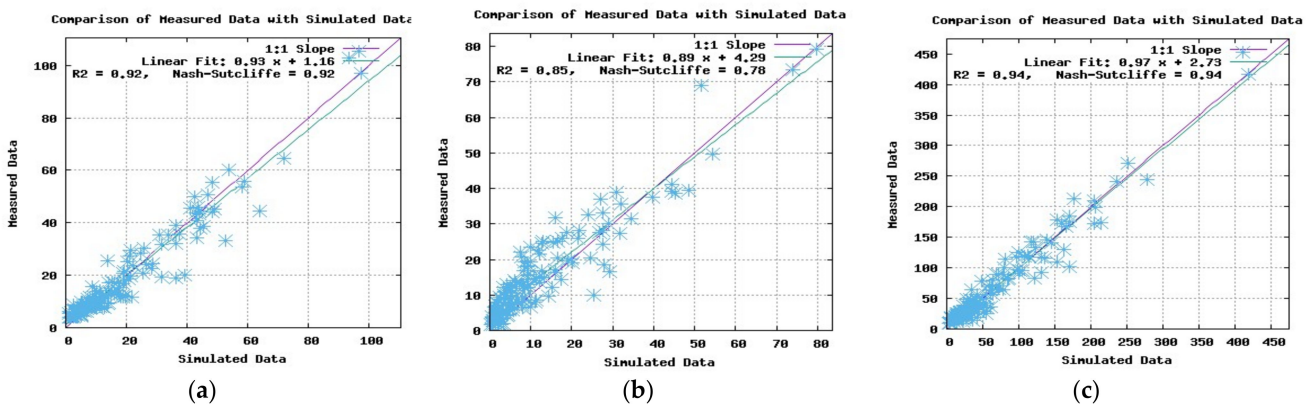 Comparison of Measured Data with Simulated Data
1:1 Slope
Linear Fit: 0.93 x + 1.16
R2 = 0.92, Nash-Sutcliffe = 0.92
100
80
60
40
20
0
0 20 40 60 80 100
Measured Data
Simulated Data
(a)
Comparison of Measured Data with Simulated Data
1:1 Slope
Linear Fit: 0.89 x + 4.29
R2 = 0.85, Nash-Sutcliffe = 0.78
80
70
60
50
40
30
20
10
0
0 10 20 30 40 50 60 70 80
Measured Data
Simulated Data
(b)
Comparison of Measured Data with Simulated Data
1:1 Slope
Linear Fit: 0.97 x + 2.73
R2 = 0.94, Nash-Sutcliffe = 0.94
450
400
350
300
250
200
150
100
50
0
0 50 100 150 200 250 300 350 400 450
Measured Data
Simulated Data
(c)